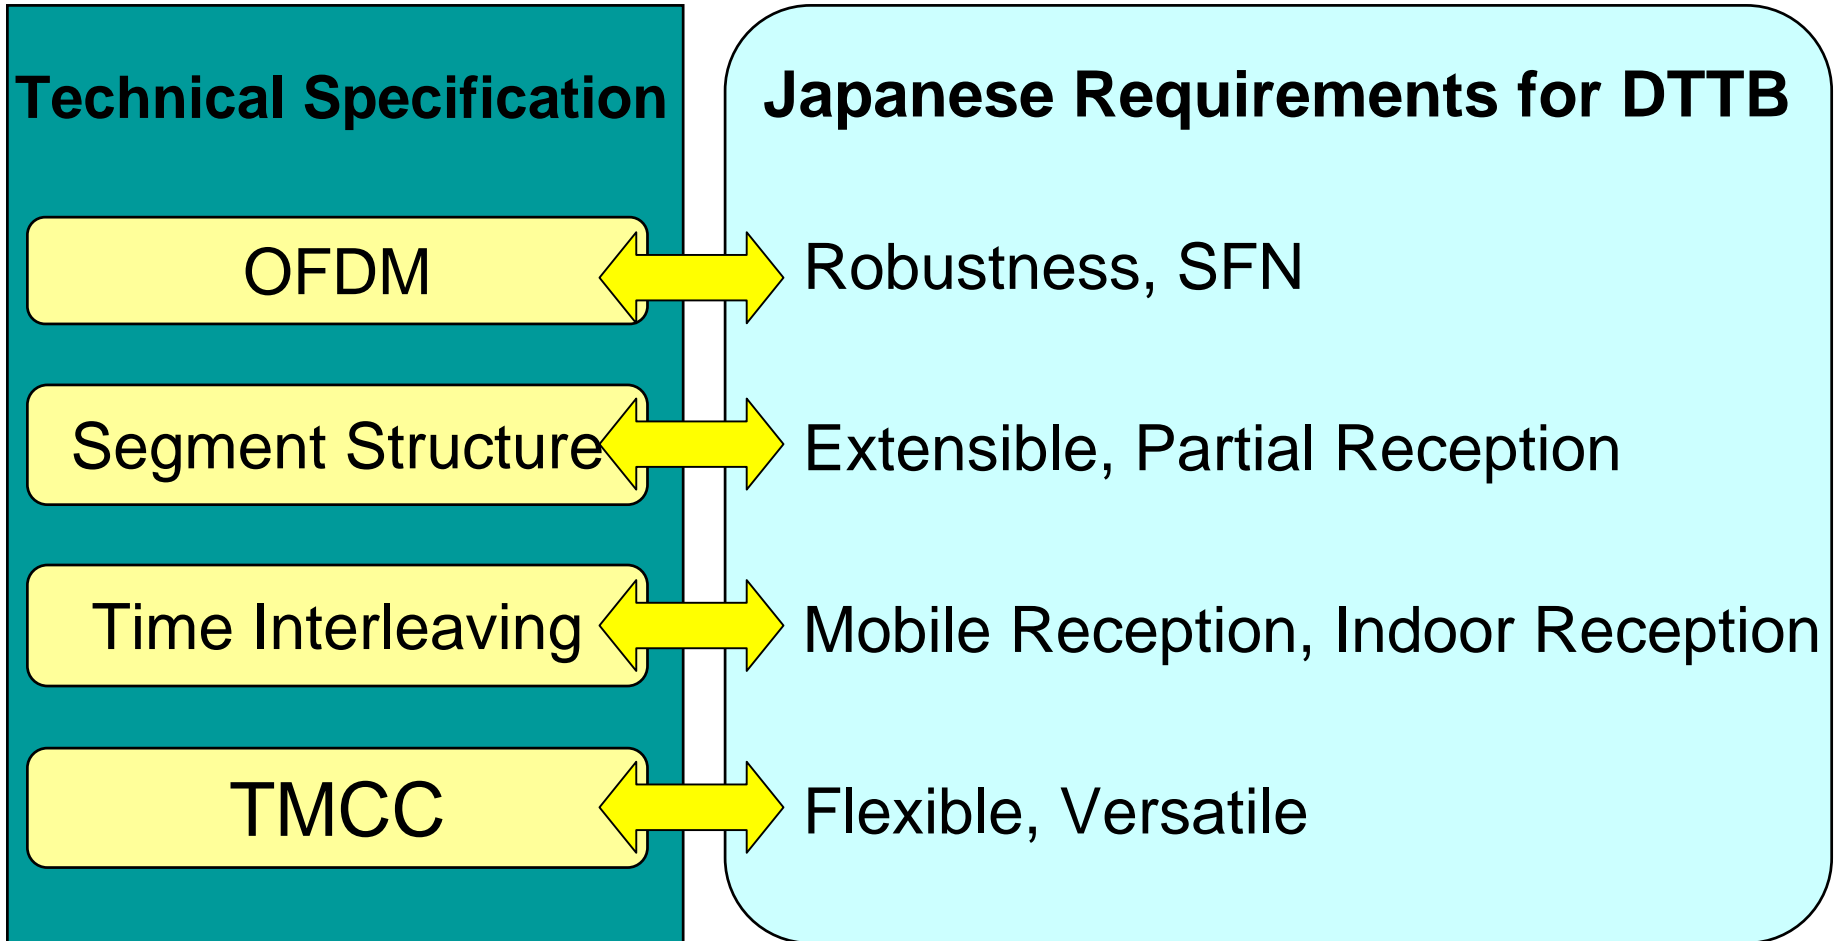 Technical Specification
Japanese Requirements for DTTB
OFDM
Robustness, SFN
Segment Structure
Extensible, Partial Reception
Time Interleaving
Mobile Reception, Indoor Reception
TMCC
Flexible, Versatile